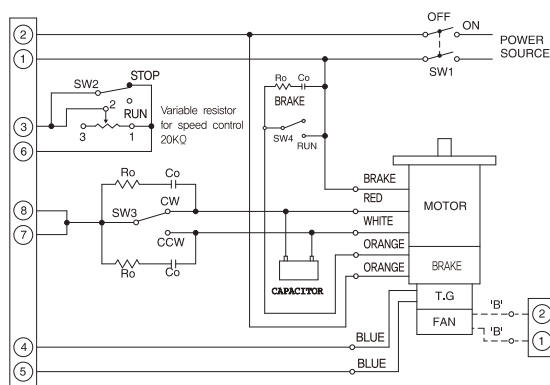 OFF
ON
2
POWER
SOURCE
1
SW1
Ro Co
BRAKE
SW4
RUN
STOP
SW2
2
RUN
3
3 1
6
Variable resistor
for speed control
20KΩ
BRAKE
RED
WHITE
ORANGE
ORANGE
MOTOR
BRAKE
T.G
FAN
Ro Co
8
CW
SW3
7
CCW
Ro Co
CAPACITOR
'B'
2
'B'
1
4
BLUE
5
BLUE